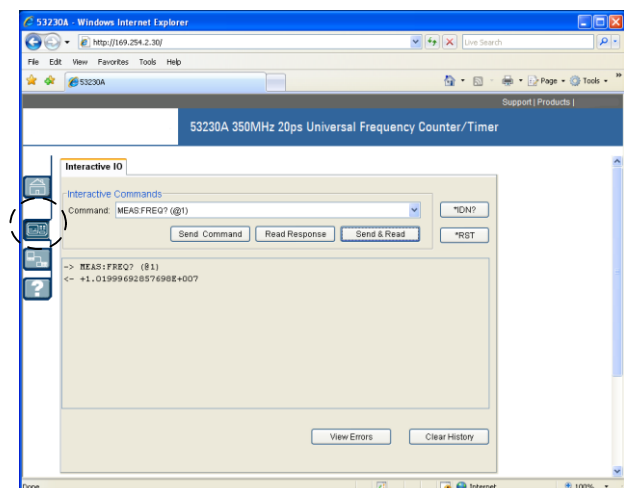 53230A - Windows Internet Explorer
http://169.254.2.30/
Live Search
File Edit View Favorites Tools Help
53230A
Page Tools
Support | Products |
53230A 350MHz 20ps Universal Frequency Counter/Timer
Interactive IO
Interactive Commands
Command: MEAS:FREQ? (@1)
*IDN?
Send Command Read Response Send & Read *RST
-> MEAS:FREQ? (@1)
<- +1.01999692857698E+007
View Errors Clear History
Done Internet 100%